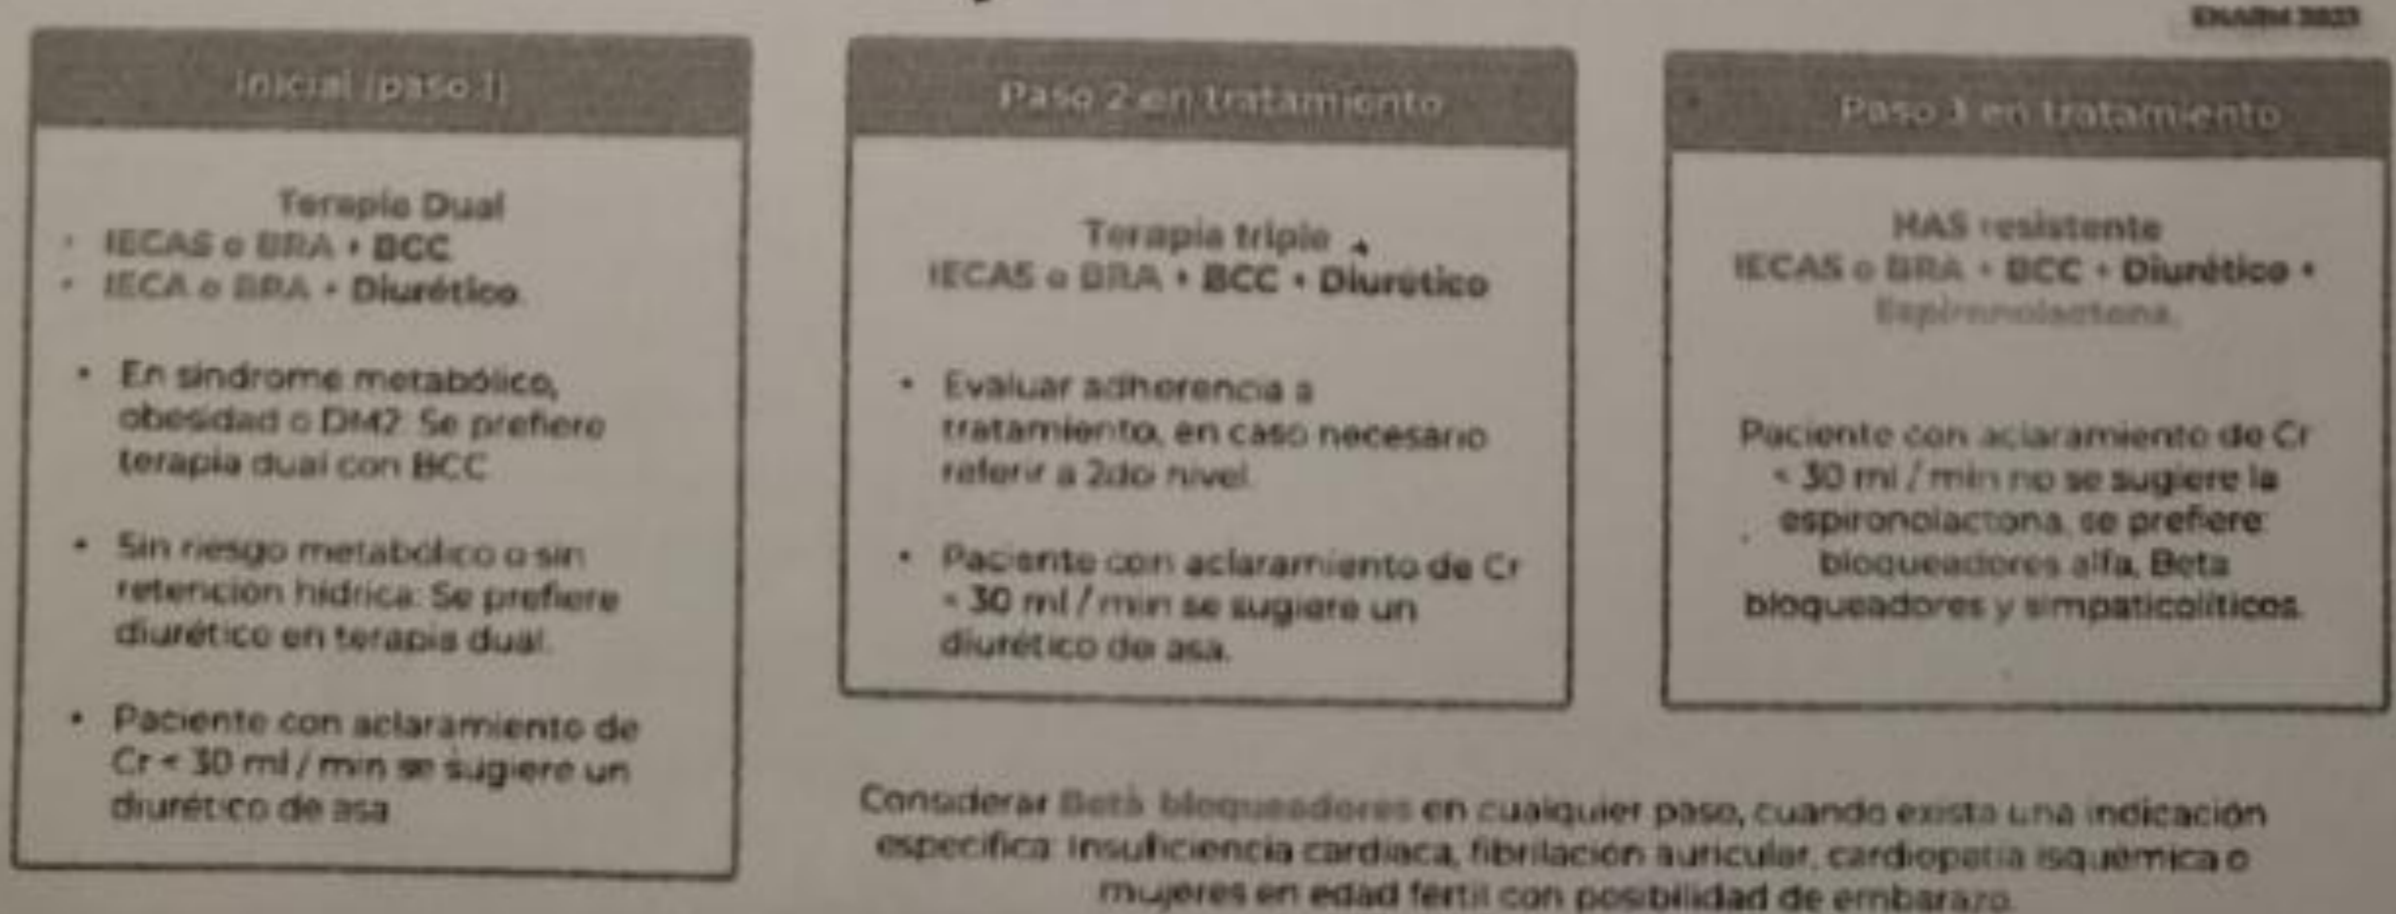 ENARM 2023
Inicial (paso 1)
Terapia Dual
• IECAS o BRA + BCC
• IECA o BRA + Diurético.
• En síndrome metabólico,
obesidad o DM2: Se prefiere
terapia dual con BCC
• Sin riesgo metabólico o sin
retención hídrica: Se prefiere
diurético en terapia dual.
• Paciente con aclaramiento de
Cr < 30 ml / min se sugiere un
diurético de asa
Paso 2 en tratamiento
Terapia triple
IECAS o BRA + BCC + Diurético
• Evaluar adherencia a
tratamiento, en caso necesario
referir a 2do nivel.
• Paciente con aclaramiento de Cr
< 30 ml / min se sugiere un
diurético de asa.
Paso 3 en tratamiento
HAS resistente
IECAS o BRA + BCC + Diurético +
Espironolactona.
Paciente con aclaramiento de Cr
< 30 ml / min no se sugiere la
espironolactona, se prefiere:
bloqueadores alfa, Beta
bloqueadores y simpaticolíticos.
Considerar Beta bloqueadores en cualquier paso, cuando exista una indicación
específica: Insuficiencia cardiaca, fibrilación auricular, cardiopatía isquémica o
mujeres en edad fértil con posibilidad de embarazo.